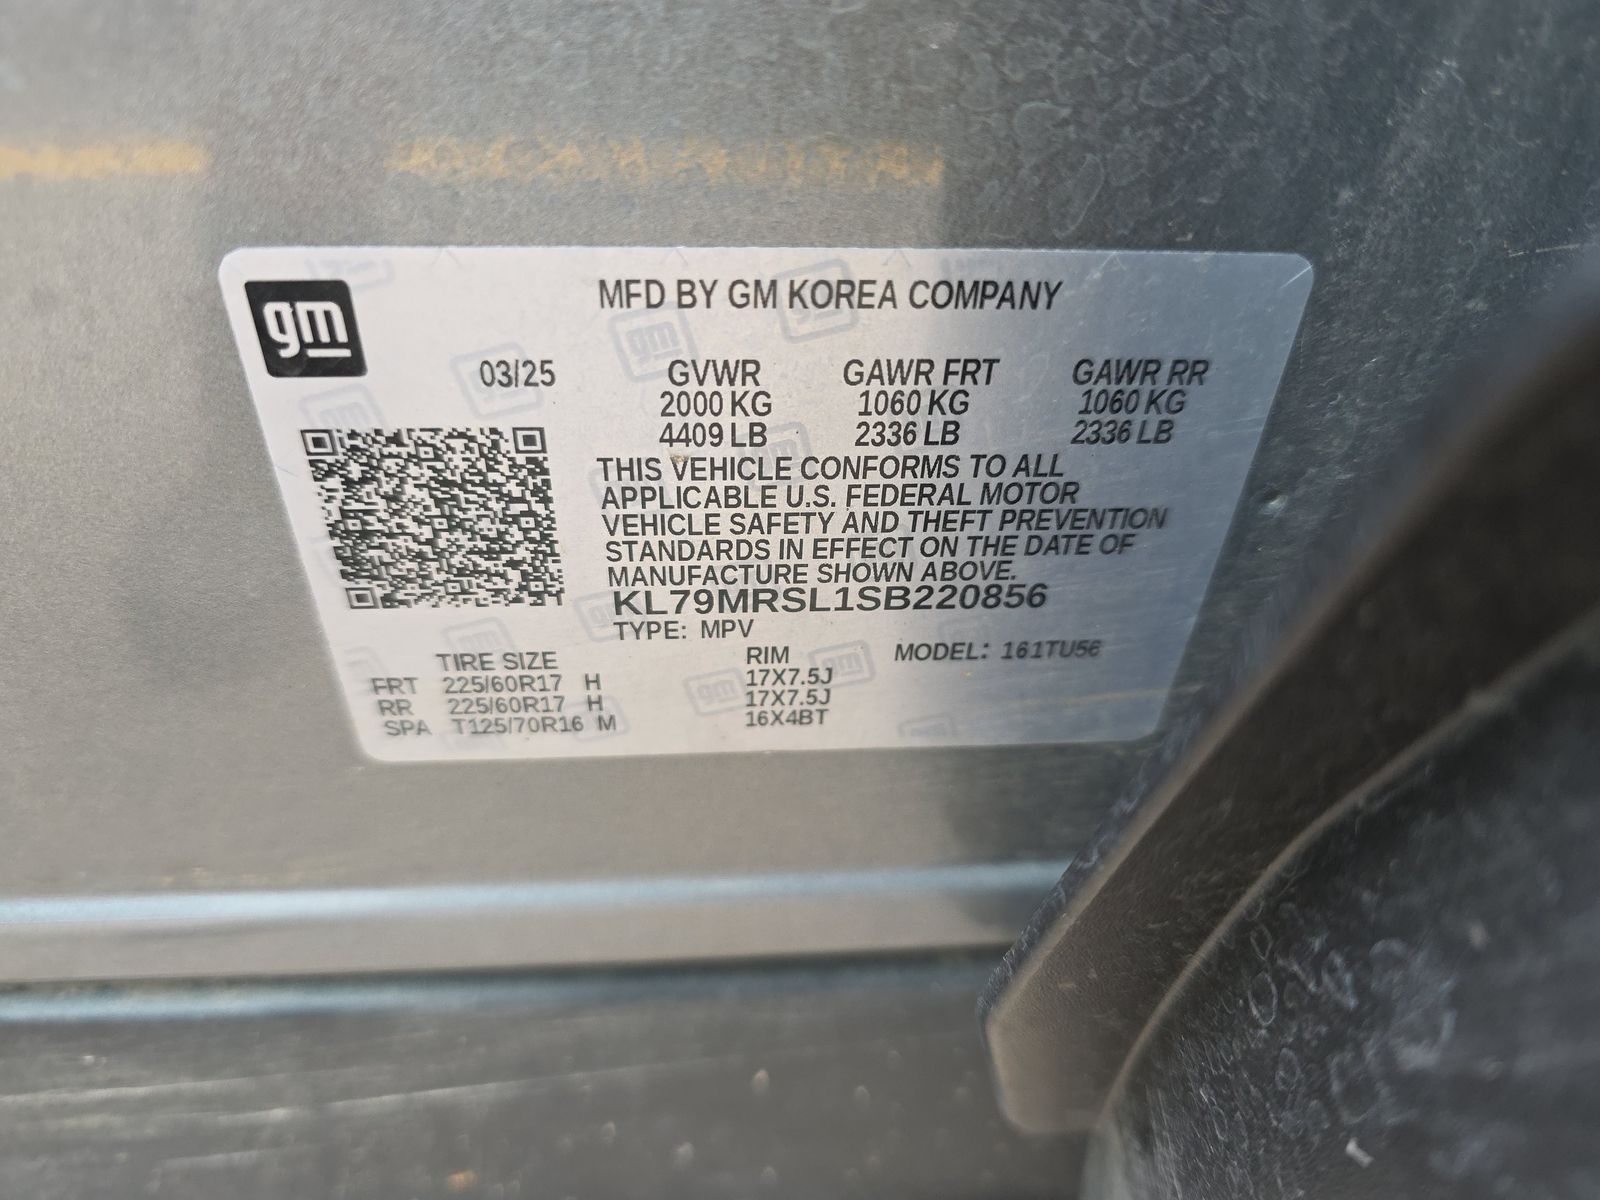 gm
MFD BY GM KOREA COMPANY
03/25 GVWR GAWR FRT GAWR RR
2000 KG 1060 KG 1060 KG
4409 LB 2336 LB 2336 LB
THIS VEHICLE CONFORMS TO ALL
APPLICABLE U.S. FEDERAL MOTOR
VEHICLE SAFETY AND THEFT PREVENTION
STANDARDS IN EFFECT ON THE DATE OF
MANUFACTURE SHOWN ABOVE.
KL79MRSL1SB220856
TYPE: MPV
TIRE SIZE RIM MODEL: 161TU56
FRT 225/60R17 H 17X7.5J
RR 225/60R17 H 17X7.5J
SPA T125/70R16 M 16X4BT